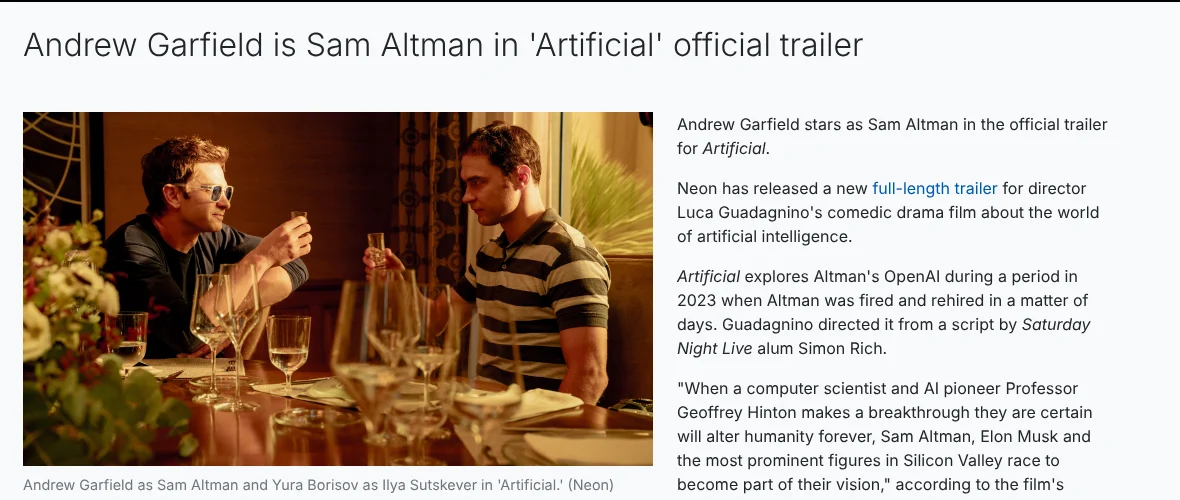 Andrew Garfield is Sam Altman in 'Artificial' official trailer
Andrew Garfield stars as Sam Altman in the official trailer
for Artificial.
Neon has released a new full-length trailer for director
Luca Guadagnino's comedic drama film about the world
of artificial intelligence.
Artificial explores Altman's OpenAI during a period in
2023 when Altman was fired and rehired in a matter of
days. Guadagnino directed it from a script by Saturday
Night Live alum Simon Rich.
"When a computer scientist and AI pioneer Professor
Geoffrey Hinton makes a breakthrough they are certain
will alter humanity forever, Sam Altman, Elon Musk and
the most prominent figures in Silicon Valley race to
become part of their vision," according to the film's
Andrew Garfield as Sam Altman and Yura Borisov as Ilya Sutskever in 'Artificial.' (Neon)